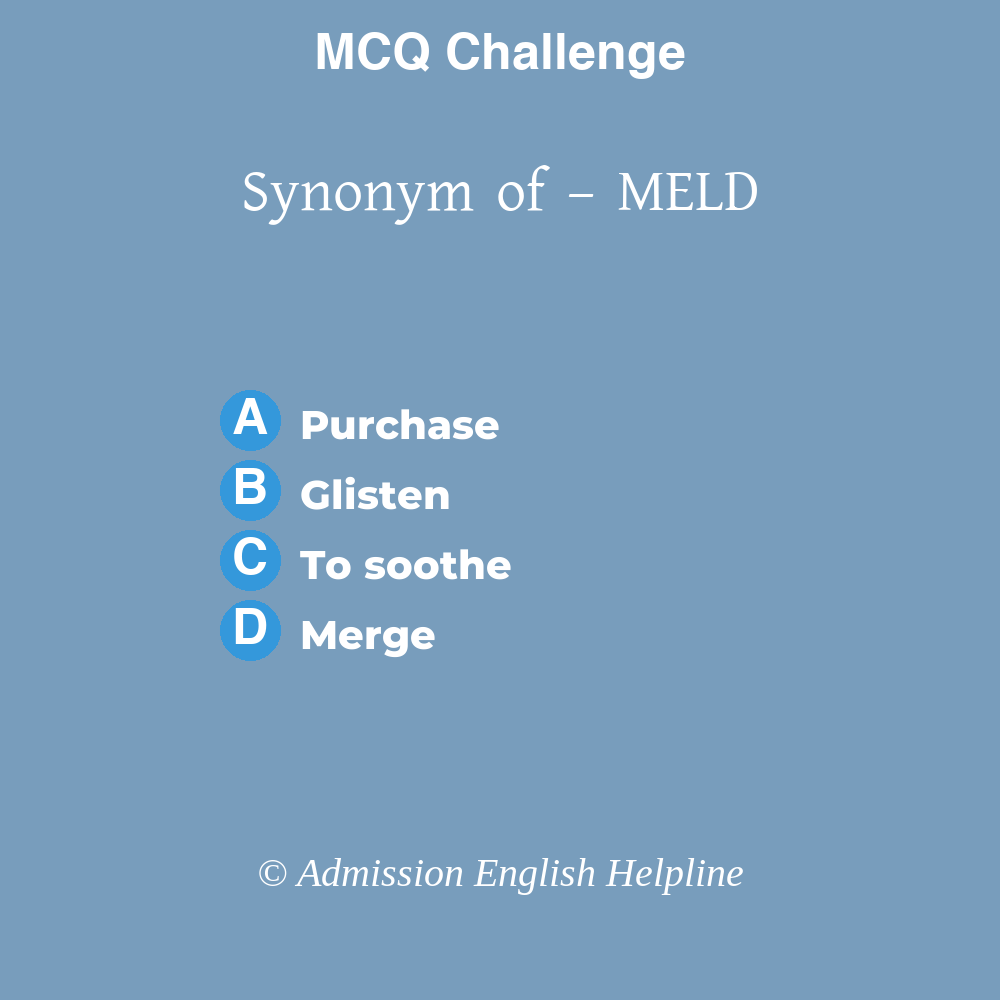 MCQ Challenge
Synonym of – MELD
A Purchase
B Glisten
C To soothe
D Merge
© Admission English Helpline